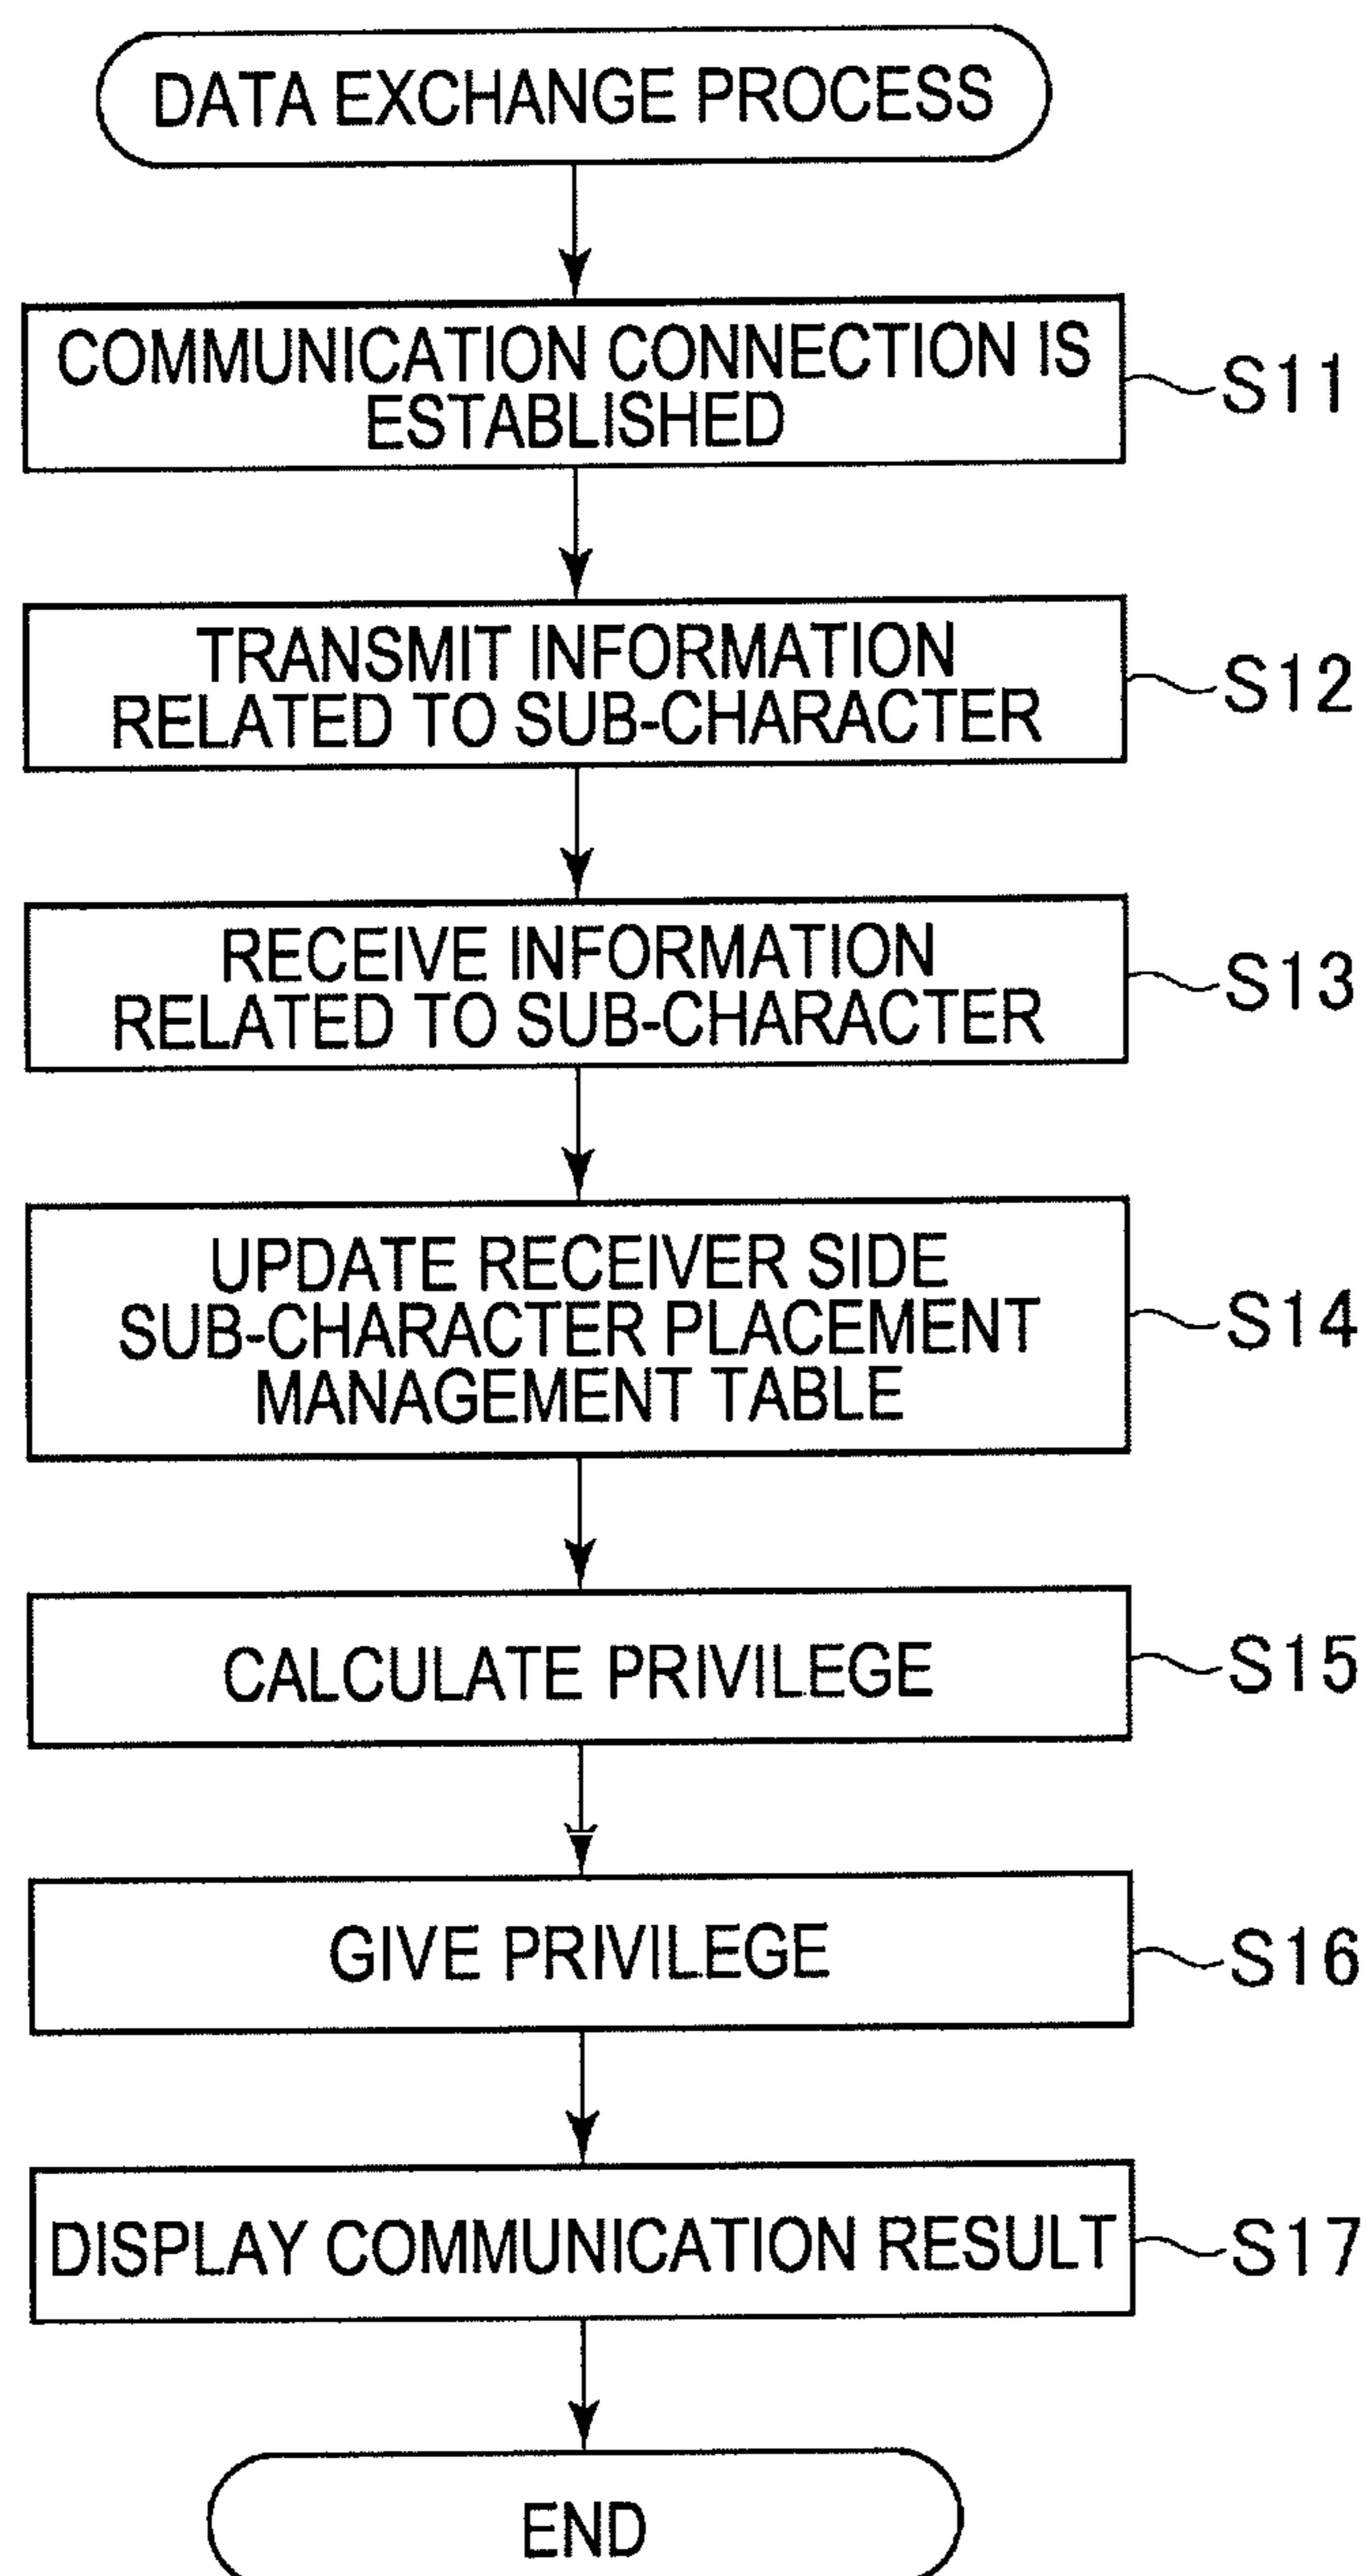 DATA EXCHANGE PROCESS
COMMUNICATION CONNECTION IS
ESTABLISHED
S11
TRANSMIT INFORMATION
RELATED TO SUB-CHARACTER
S12
RECEIVE INFORMATION
RELATED TO SUB-CHARACTER
S13
UPDATE RECEIVER SIDE
SUB-CHARACTER PLACEMENT
MANAGEMENT TABLE
S14
CALCULATE PRIVILEGE
S15
GIVE PRIVILEGE
S16
DISPLAY COMMUNICATION RESULT
S17
END